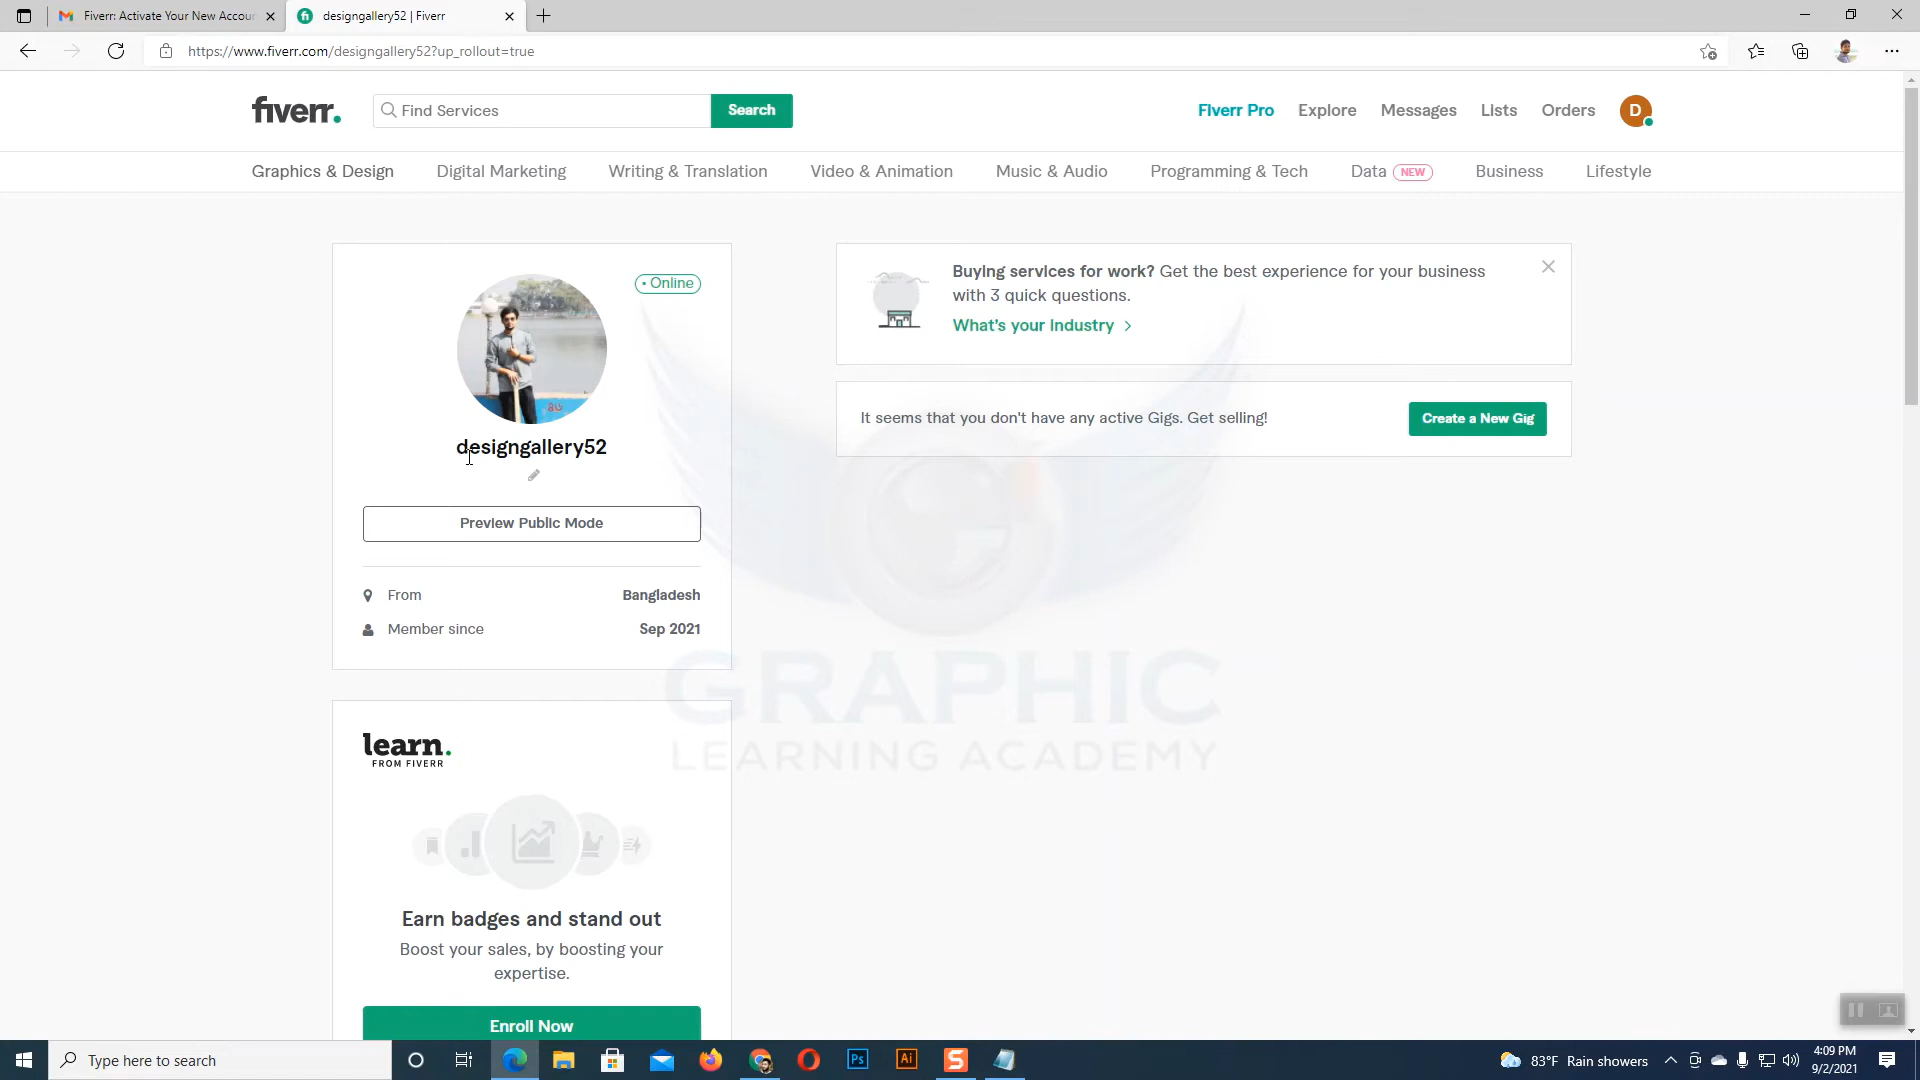 Fiverr: Activate Your New Accoun
designgallery52 | Fiverr
https://www.fiverr.com/designgallery52?up_rollout=true
fiverr.
Find Services
Search
Fiverr Pro
Explore
Messages
Lists
Orders
D
Graphics & Design
Digital Marketing
Writing & Translation
Video & Animation
Music & Audio
Programming & Tech
Data NEW
Business
Lifestyle
• Online
designgallery52
Preview Public Mode
From Bangladesh
Member since Sep 2021
Buying services for work? Get the best experience for your business
with 3 quick questions.
What's your industry >
It seems that you don't have any active Gigs. Get selling!
Create a New Gig
GRAPHIC
LEARNING ACADEMY
learn.
FROM FIVERR
Earn badges and stand out
Boost your sales, by boosting your
expertise.
Enroll Now
Type here to search
Ps
Ai
S
83°F Rain showers
4:09 PM
9/2/2021